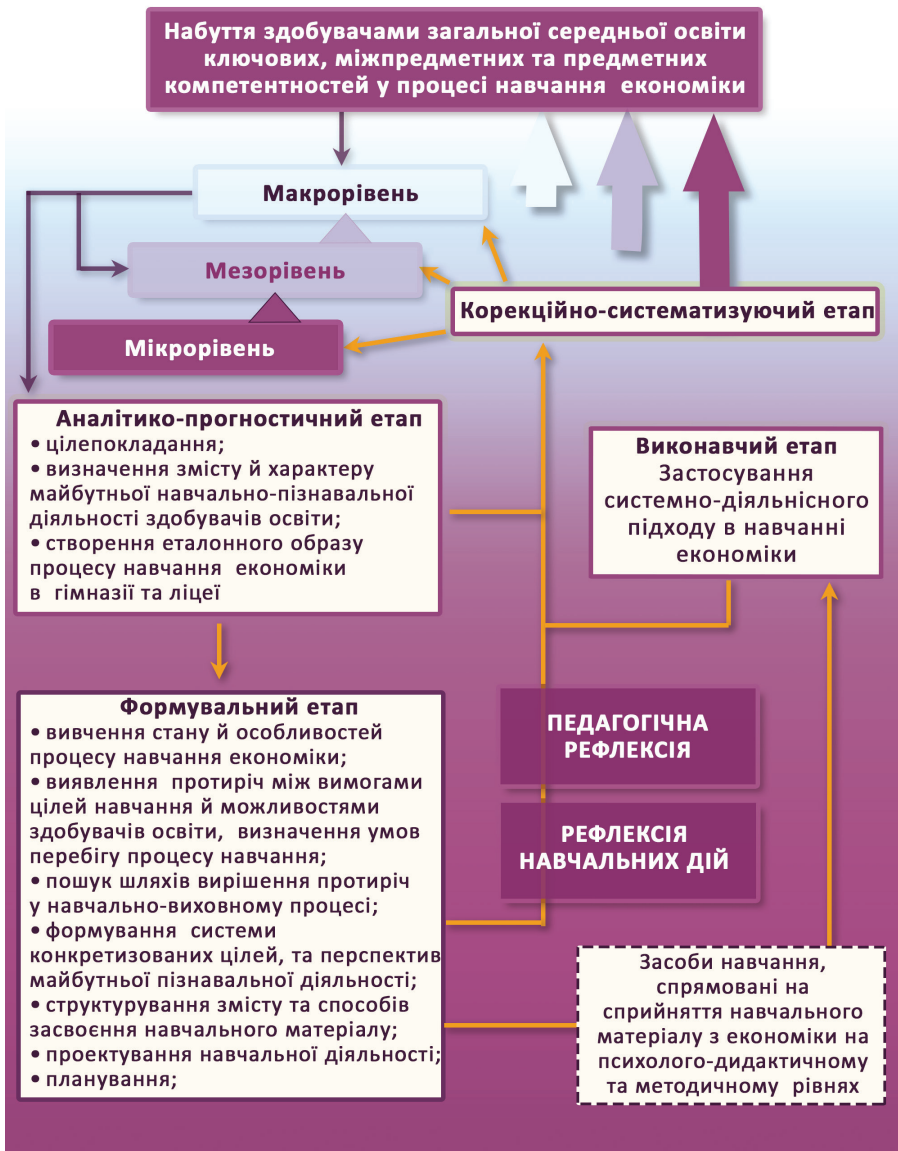 Набуття здобувачами загальної середньої освіти
ключових, міжпредметних та предметних
компетентностей у процесі навчання економіки
Макрорівень
Мезорівень
Мікрорівень
Корекційно-систематизуючий етап
Аналітико-прогностичний етап
• цілепокладання;
• визначення змісту й характеру
майбутньої навчально-пізнавальної
діяльності здобувачів освіти;
• створення еталонного образу
процесу навчання економіки
в гімназії та ліцеї
Виконавчий етап
Застосування
системно-діяльнісного
підходу в навчанні
економіки
Формувальний етап
• вивчення стану й особливостей
процесу навчання економіки;
• виявлення протиріч між вимогами
цілей навчання й можливостями
здобувачів освіти, визначення умов
перебігу процесу навчання;
• пошук шляхів вирішення протиріч
у навчально-виховному процесі;
• формування системи
конкретизованих цілей, та перспектив
майбутньої пізнавальної діяльності;
• структурування змісту та способів
засвоєння навчального матеріалу;
• проектування навчальної діяльності;
• планування;
ПЕДАГОГІЧНА
РЕФЛЕКСІЯ
РЕФЛЕКСІЯ
НАВЧАЛЬНИХ ДІЙ
Засоби навчання,
спрямовані на
сприйняття навчального
матеріалу з економіки на
психолого-дидактичному
та методичному рівнях